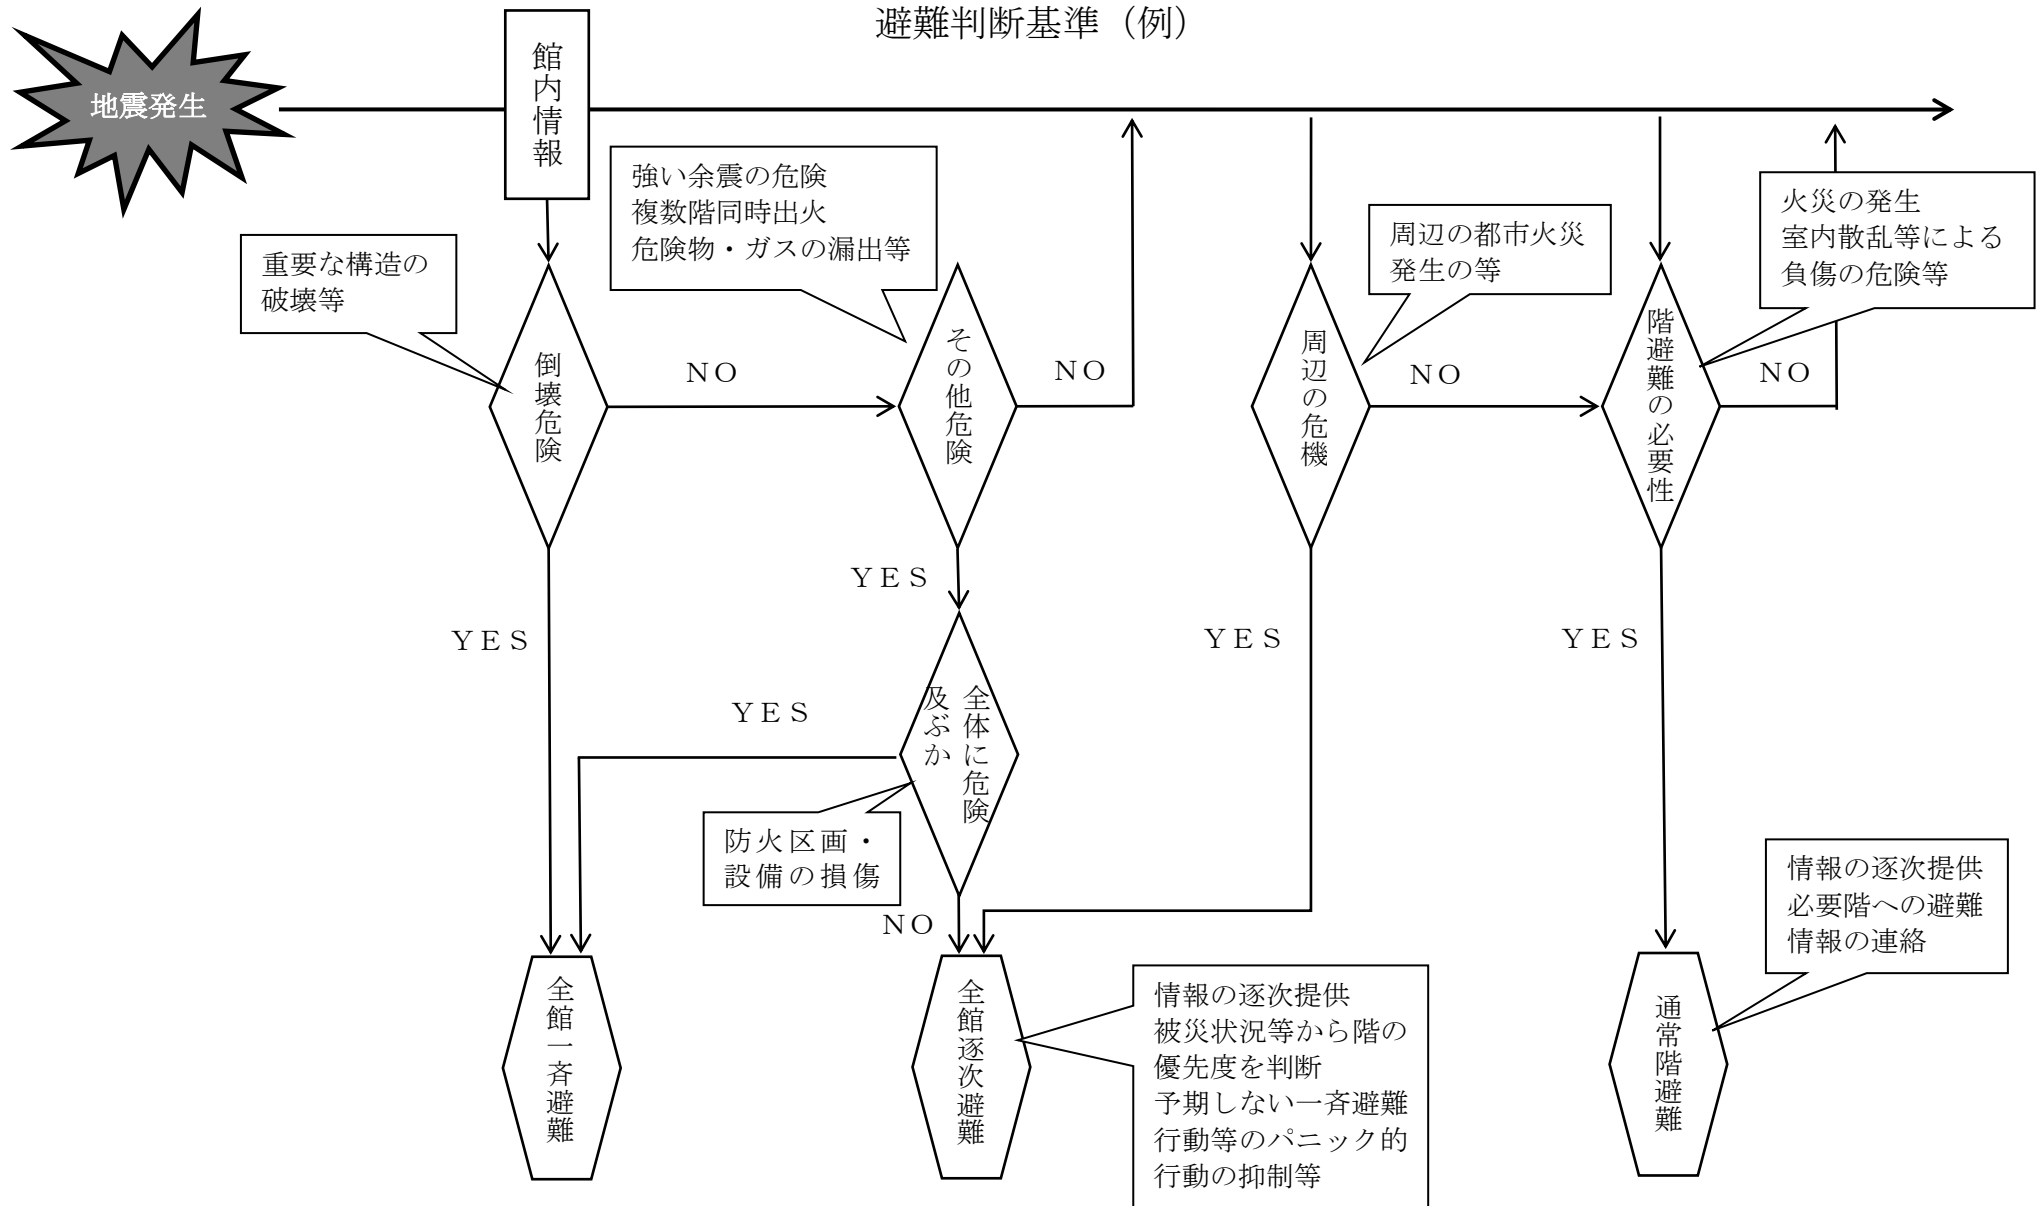 避難判断基準（例）
地震発生
館内情報
強い余震の危険
複数階同時出火
危険物・ガスの漏出等
火災の発生
室内散乱等による
負傷の危険等
周辺の都市火災
発生の等
重要な構造の
破壊等
倒壊危険
NO
その他危険
NO
周辺の危機
NO
階避難の必要性
NO
YES
YES
YES
YES
YES
全体に危険
及ぶか
防火区画・
設備の損傷
NO
情報の逐次提供
必要階への避難
情報の連絡
全館一斉避難
全館逐次避難
情報の逐次提供
被災状況等から階の
優先度を判断
予期しない一斉避難
行動等のパニック的
行動の抑制等
通常階避難